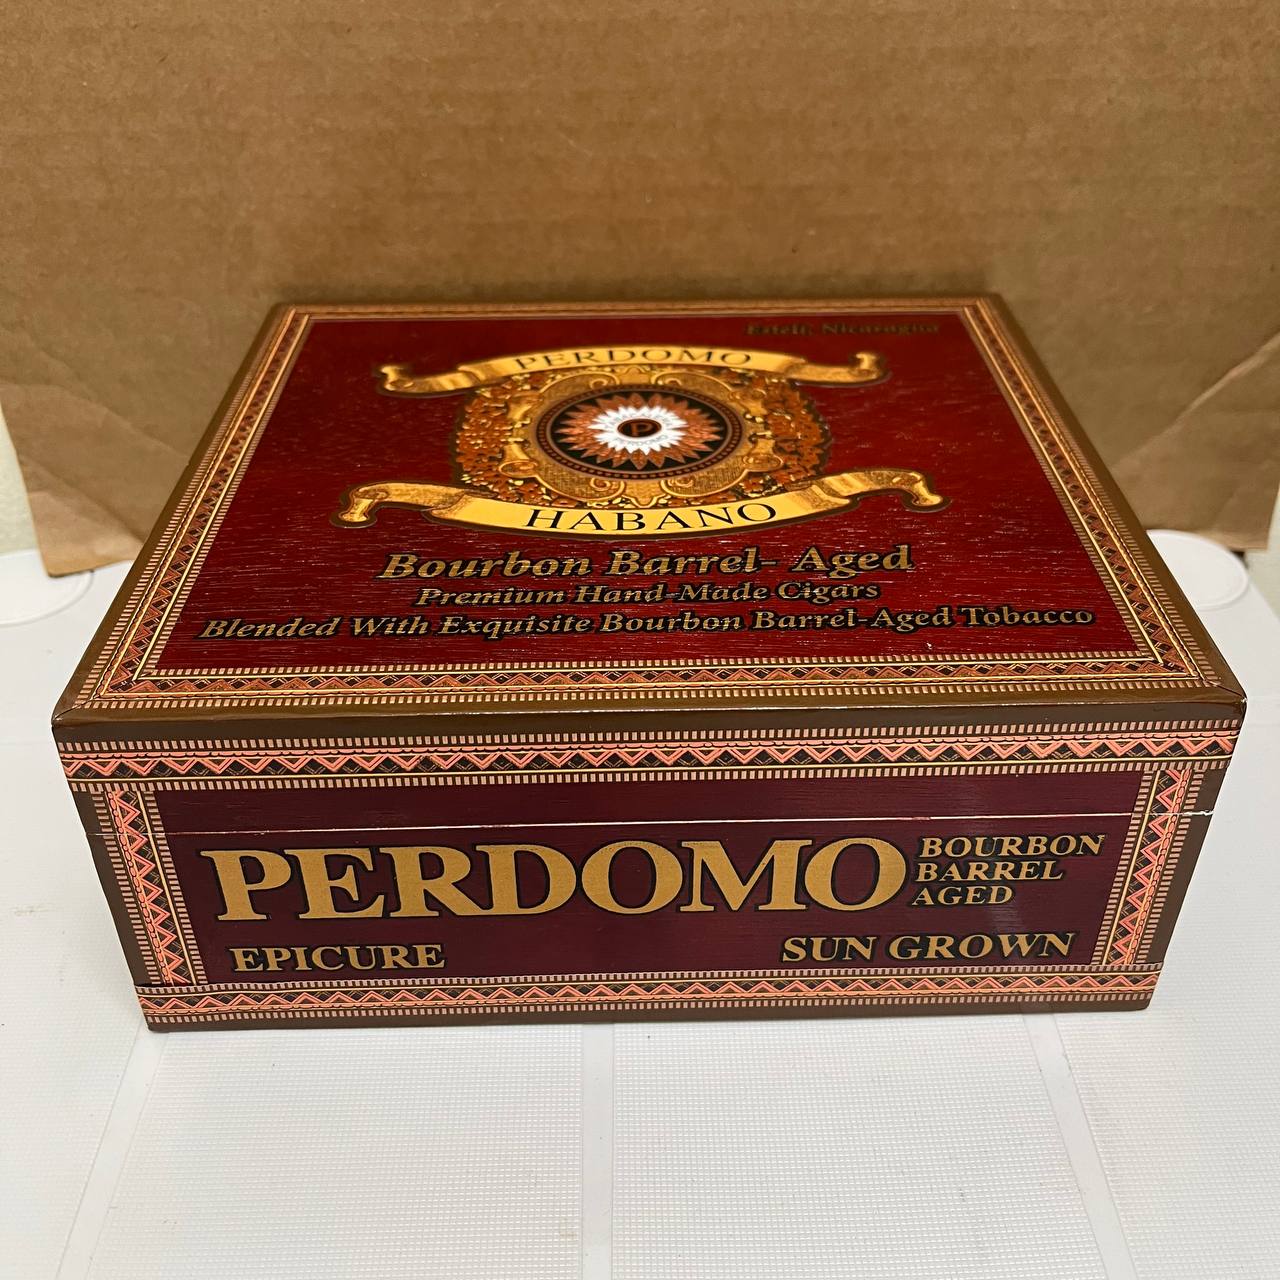 Estelí, Nicaragua
PERDOMO
P
PERDOMO
HABANO
Bourbon Barrel- Aged
Premium Hand-Made Cigars
Blended With Exquisite Bourbon Barrel-Aged Tobacco
PERDOMO
BOURBON
BARREL
AGED
EPICURE
SUN GROWN